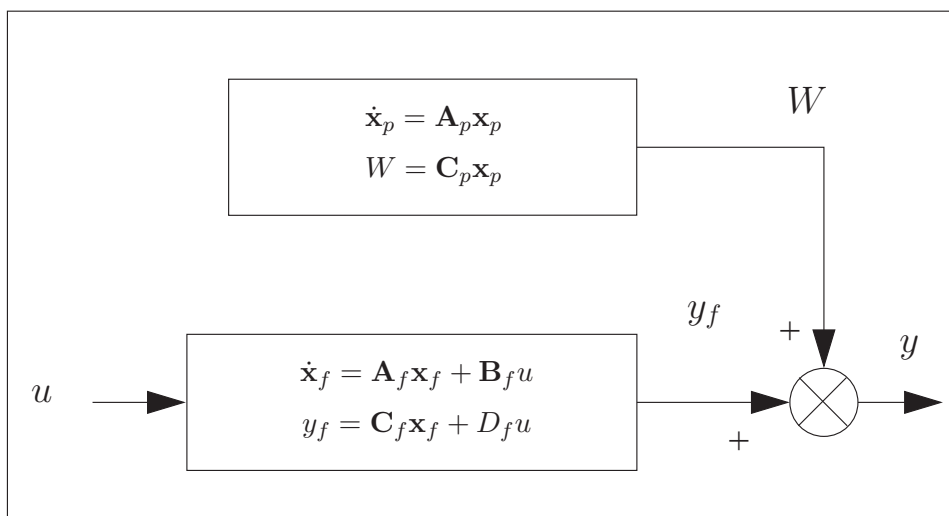 W
ẋ_p = A_p x_p
W = C_p x_p
y_f
+
y
u
ẋ_f = A_f x_f + B_f u
y_f = C_f x_f + D_f u
+